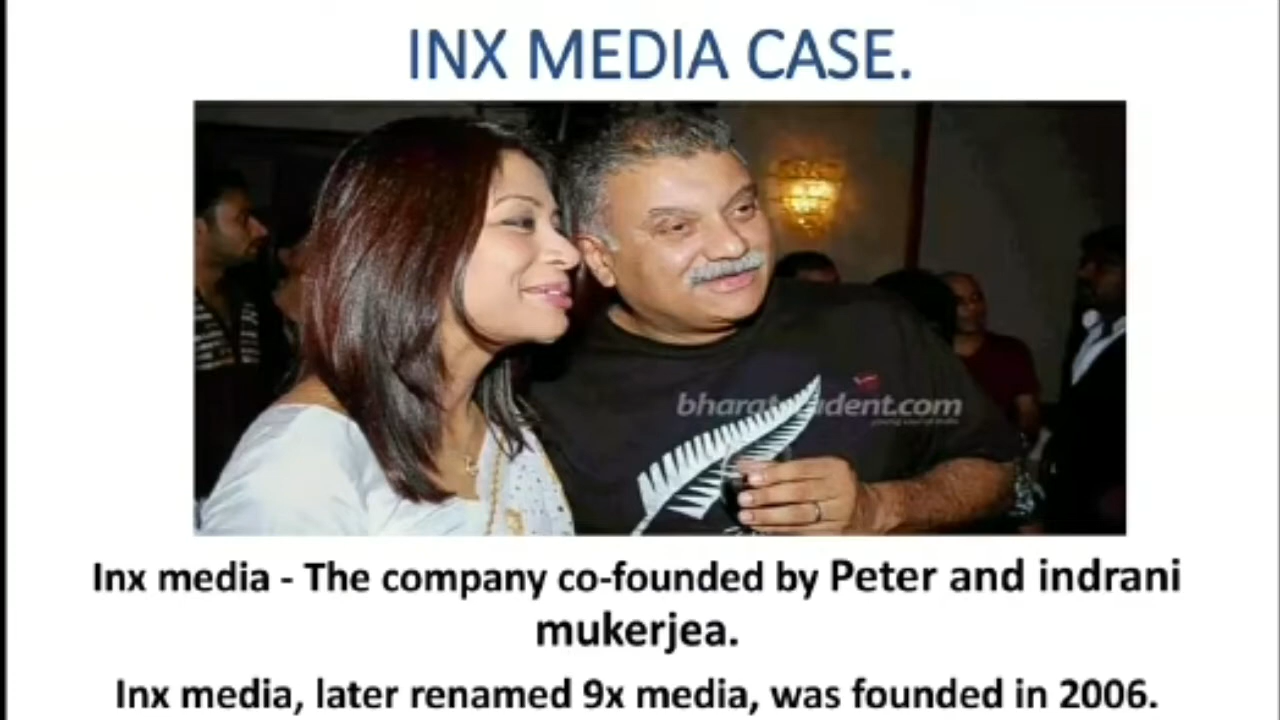 INX MEDIA CASE.
Inx media - The company co-founded by Peter and indrani
mukerjea.
Inx media, later renamed 9x media, was founded in 2006.